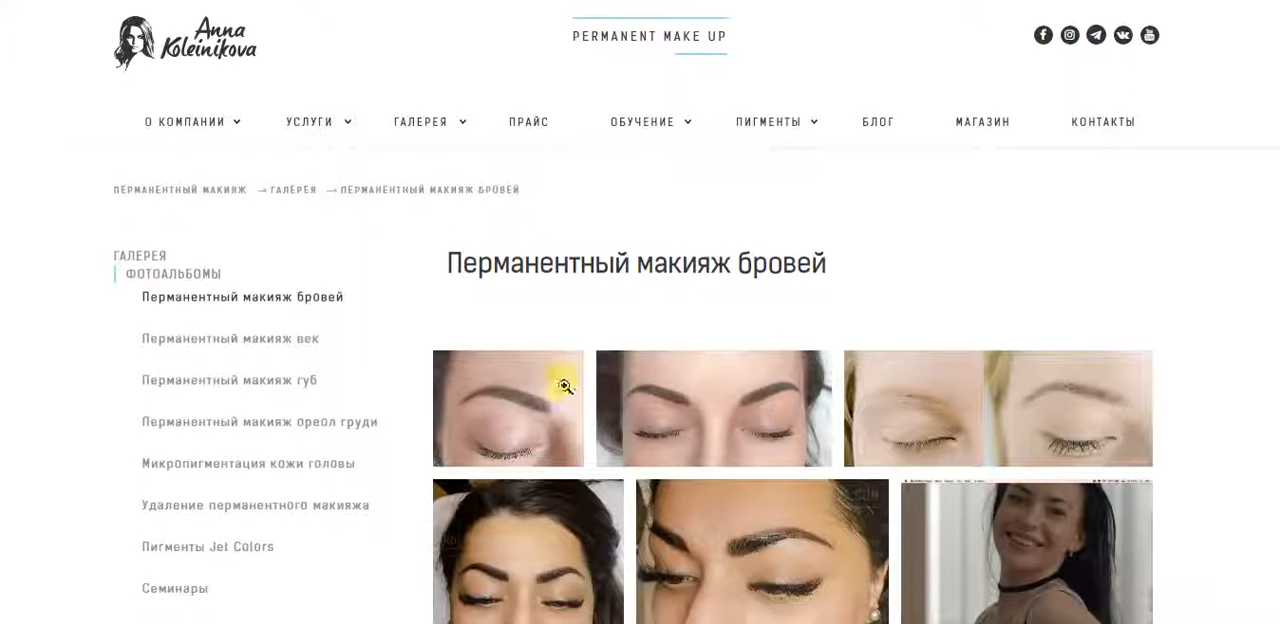 Anna
Koleinikova
PERMANENT MAKE UP
О КОМПАНИИ УСЛУГИ ГАЛЕРЕЯ ПРАЙС ОБУЧЕНИЕ ПИГМЕНТЫ БЛОГ МАГАЗИН КОНТАКТЫ
ПЕРМАНЕНТНЫЙ МАКИЯЖ → ГАЛЕРЕЯ → ПЕРМАНЕНТНЫЙ МАКИЯЖ БРОВЕЙ
ГАЛЕРЕЯ
ФОТОАЛЬБОМЫ
Перманентный макияж бровей
Перманентный макияж век
Перманентный макияж губ
Перманентный макияж ореол груди
Микропигментация кожи головы
Удаление перманентного макияжа
Пигменты Jet Colors
Семинары
Перманентный макияж бровей